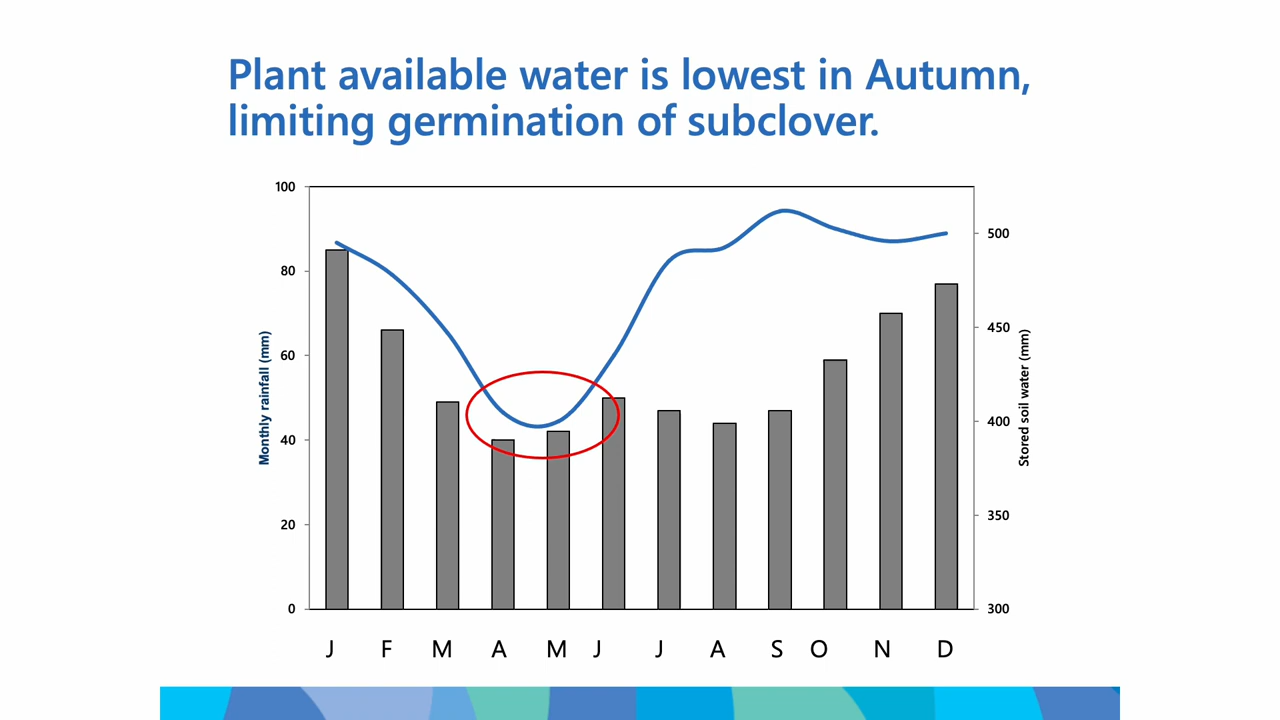 Plant available water is lowest in Autumn,
limiting germination of subclover.
100
80
60
40
20
0
Monthly rainfall (mm)
500
450
400
350
300
Stored soil water (mm)
J F M A M J J A S O N D